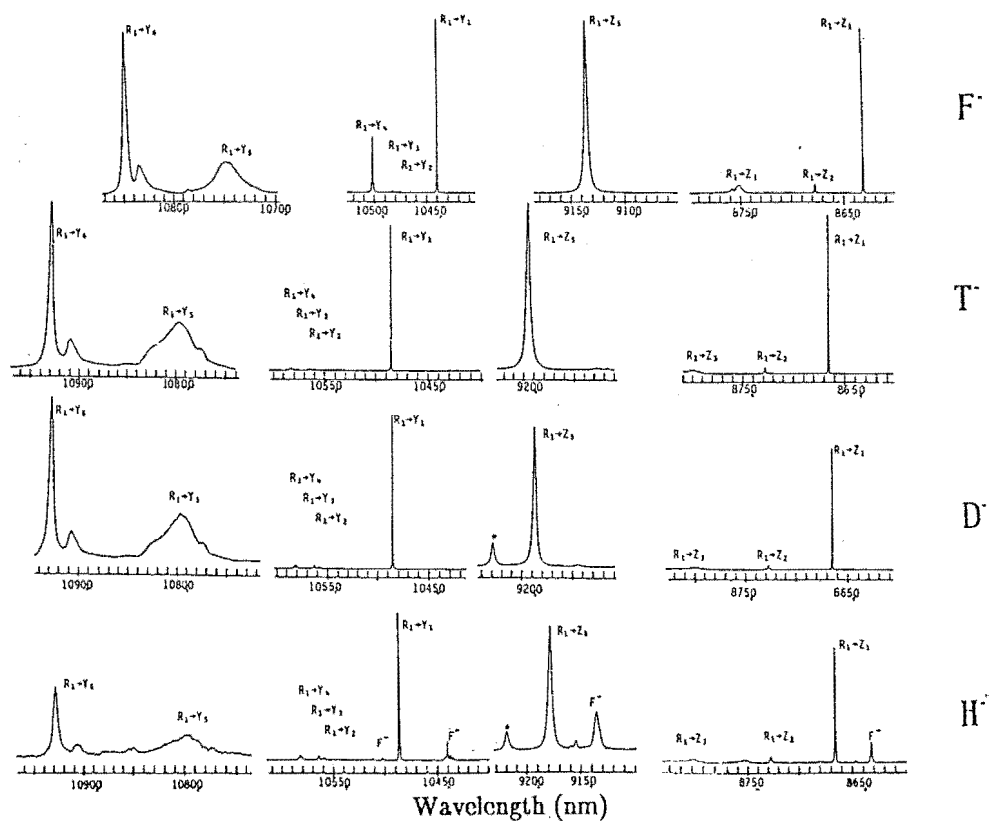 R₁→Y₆ R₁→Y₅ R₁→Y₄ R₁→Y₃ R₁→Y₂ R₁→Y₁ R₁→Z₅ R₁→Z₃ R₁→Z₂ R₁→Z₁ F⁻
10800 10700 10500 10450 9150 9100 8750 8650
R₁→Y₆ R₁→Y₅ R₁→Y₄ R₁→Y₃ R₁→Y₂ R₁→Y₁ R₁→Z₅ R₁→Z₃ R₁→Z₂ R₁→Z₁ T⁻
10900 10800 10550 10450 9200 8750 8650
R₁→Y₆ R₁→Y₅ R₁→Y₄ R₁→Y₃ R₁→Y₂ R₁→Y₁ * R₁→Z₅ R₁→Z₃ R₁→Z₂ R₁→Z₁ D⁻
10900 10800 10550 10450 9200 8750 8650
R₁→Y₆ R₁→Y₅ R₁→Y₄ R₁→Y₃ R₁→Y₂ F⁻ R₁→Y₁ F⁻ * R₁→Z₅ F⁻ R₁→Z₃ R₁→Z₂ R₁→Z₁ F⁻ H⁻
10900 10800 10550 10450 9200 9150 8750 8650
Wavelength (nm)